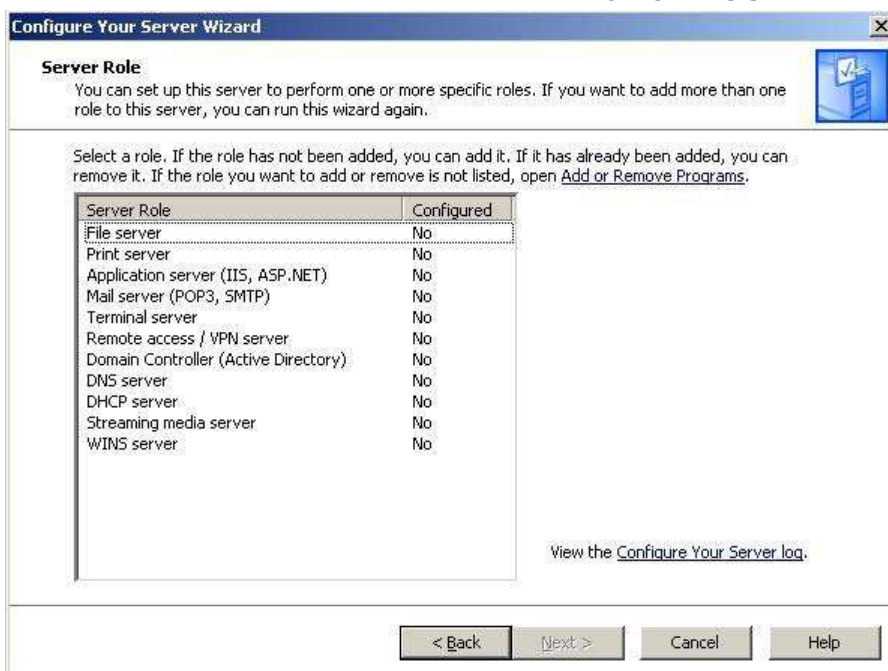 Configure Your Server Wizard
Server Role
You can set up this server to perform one or more specific roles. If you want to add more than one
role to this server, you can run this wizard again.
Select a role. If the role has not been added, you can add it. If it has already been added, you can
remove it. If the role you want to add or remove is not listed, open Add or Remove Programs.
Server Role Configured
File server No
Print server No
Application server (IIS, ASP.NET) No
Mail server (POP3, SMTP) No
Terminal server No
Remote access / VPN server No
Domain Controller (Active Directory) No
DNS server No
DHCP server No
Streaming media server No
WINS server No
View the Configure Your Server log.
< Back Next > Cancel Help